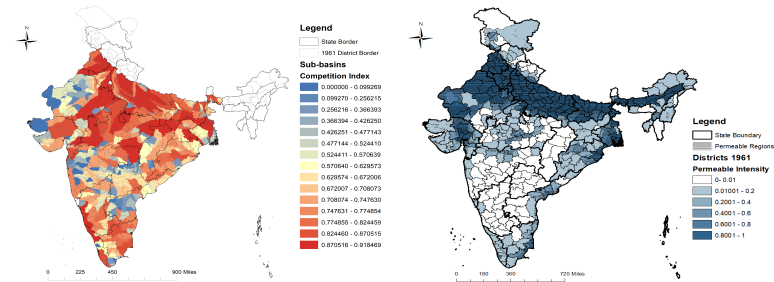 N
Legend
State Border
1961 District Border
Sub-basins
Competition Index
0.000000 - 0.099269
0.099270 - 0.256215
0.256216 - 0.366393
0.366394 - 0.426250
0.426251 - 0.477143
0.477144 - 0.524410
0.524411 - 0.570639
0.570640 - 0.629573
0.629574 - 0.672006
0.672007 - 0.708073
0.708074 - 0.747630
0.747631 - 0.774854
0.774855 - 0.824459
0.824460 - 0.870515
0.870516 - 0.918469
0 225 450 900 Miles
N
Legend
State Boundary
Permeable Regions
Districts 1961
Permeable Intensity
0- 0.01
0.01001 - 0.2
0.2001 - 0.4
0.4001 - 0.6
0.6001 - 0.8
0.8001 - 1
0 180 360 720 Miles